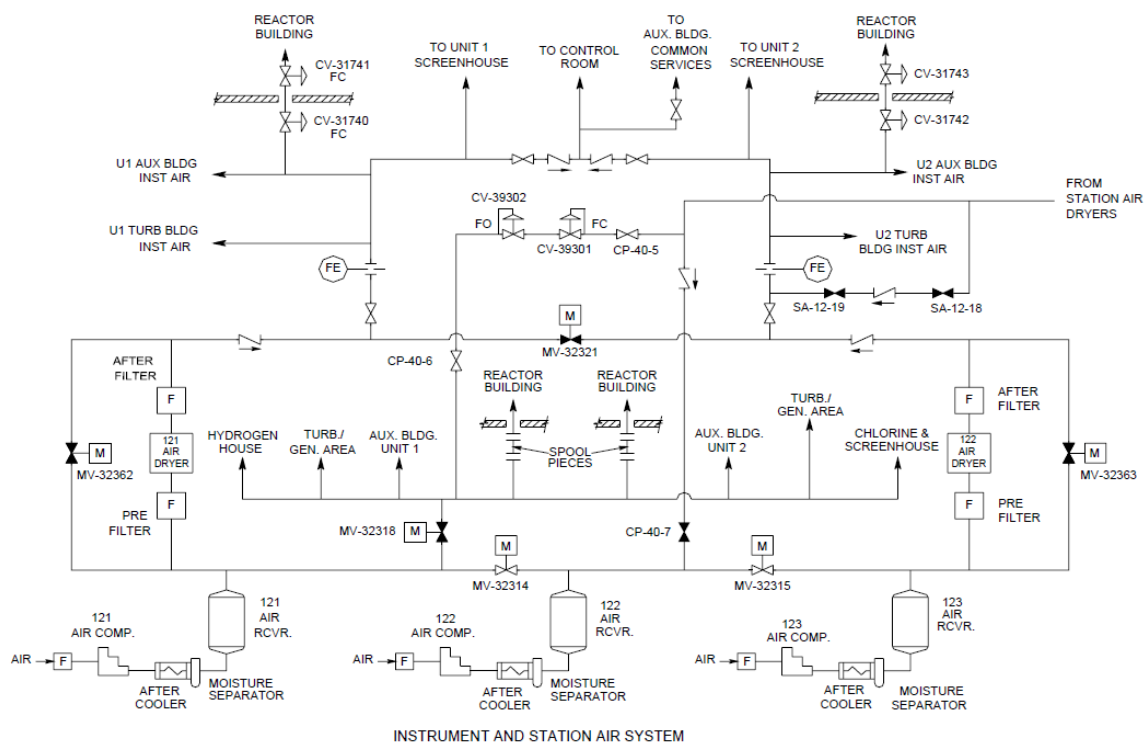 REACTOR
BUILDING
CV-31741
FC
CV-31740
FC
TO UNIT 1
SCREENHOUSE
TO CONTROL
ROOM
TO
AUX. BLDG.
COMMON
SERVICES
TO UNIT 2
SCREENHOUSE
REACTOR
BUILDING
CV-31743
CV-31742
U1 AUX BLDG
INST AIR
U2 AUX BLDG
INST AIR
FROM
STATION AIR
DRYERS
CV-39302
FO
FC
CV-39301
CP-40-5
U1 TURB BLDG
INST AIR
U2 TURB
BLDG INST AIR
FE
FE
SA-12-19
SA-12-18
M
MV-32321
CP-40-6
AFTER
FILTER
F
121
AIR
DRYER
F
PRE
FILTER
M
MV-32362
HYDROGEN
HOUSE
TURB./
GEN. AREA
AUX. BLDG.
UNIT 1
REACTOR
BUILDING
REACTOR
BUILDING
SPOOL
PIECES
AUX. BLDG.
UNIT 2
TURB./
GEN. AREA
CHLORINE &
SCREENHOUSE
AFTER
FILTER
F
122
AIR
DRYER
F
PRE
FILTER
M
MV-32363
MV-32318
M
CP-40-7
M
MV-32314
M
MV-32315
121
AIR
RCVR.
121
AIR COMP.
AIR
F
AFTER
COOLER
MOISTURE
SEPARATOR
122
AIR
RCVR.
122
AIR COMP.
AIR
F
AFTER
COOLER
MOISTURE
SEPARATOR
123
AIR
RCVR.
123
AIR COMP.
AIR
F
AFTER
COOLER
MOISTURE
SEPARATOR
INSTRUMENT AND STATION AIR SYSTEM